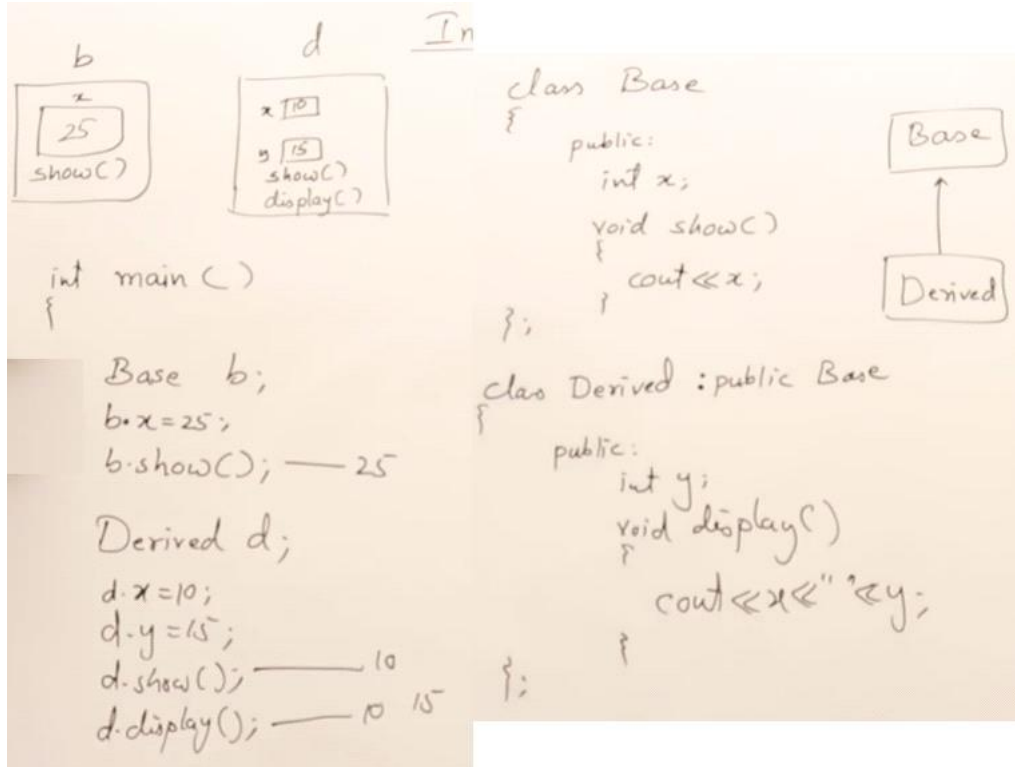 b
x
25
show()
d
x 10
y 15
show()
display()
int main()
{
Base b;
b.x=25;
b.show(); — 25
Derived d;
d.x=10;
d.y=15;
d.show(); — 10
d.display(); — 10 15
class Base
{
public:
int x;
void show()
{
cout<<x;
}
};
class Derived : public Base
{
public:
int y;
void display()
{
cout<<x<<" "<<y;
}
};
Base
Derived